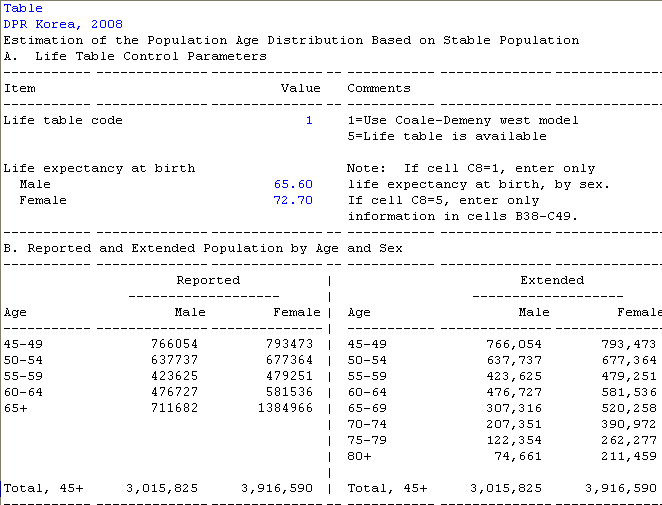 Table
DPR Korea, 2008
Estimation of the Population Age Distribution Based on Stable Population
A.  Life Table Control Parameters
Item Value Comments
Life table code 1 1=Use Coale-Demeny west model
5=Life table is available
Life expectancy at birth Note:  If cell C8=1, enter only
Male 65.60 life expectancy at birth, by sex.
Female 72.70 If cell C8=5, enter only
information in cells B38-C49.
B. Reported and Extended Population by Age and Sex
Reported | Extended
|
Age Male Female | Age Male Female
45-49 766054 793473 | 45-49 766,054 793,473
50-54 637737 677364 | 50-54 637,737 677,364
55-59 423625 479251 | 55-59 423,625 479,251
60-64 476727 581536 | 60-64 476,727 581,536
65+ 711682 1384966 | 65-69 307,316 520,258
| 70-74 207,351 390,972
| 75-79 122,354 262,277
| 80+ 74,661 211,459
|
Total, 45+ 3,015,825 3,916,590 | Total, 45+ 3,015,825 3,916,590